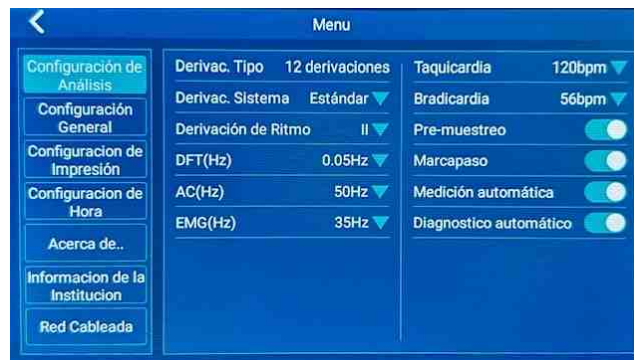 Menu
Configuración de
Análisis
Configuración
General
Configuracion de
Impresión
Configuracion de
Hora
Acerca de..
Informacion de la
Institucion
Red Cableada
Derivac. Tipo 12 derivaciones
Derivac. Sistema Estándar
Derivación de Ritmo II
DFT(Hz) 0.05Hz
AC(Hz) 50Hz
EMG(Hz) 35Hz
Taquicardia 120bpm
Bradicardia 56bpm
Pre-muestreo
Marcapaso
Medición automática
Diagnostico automático